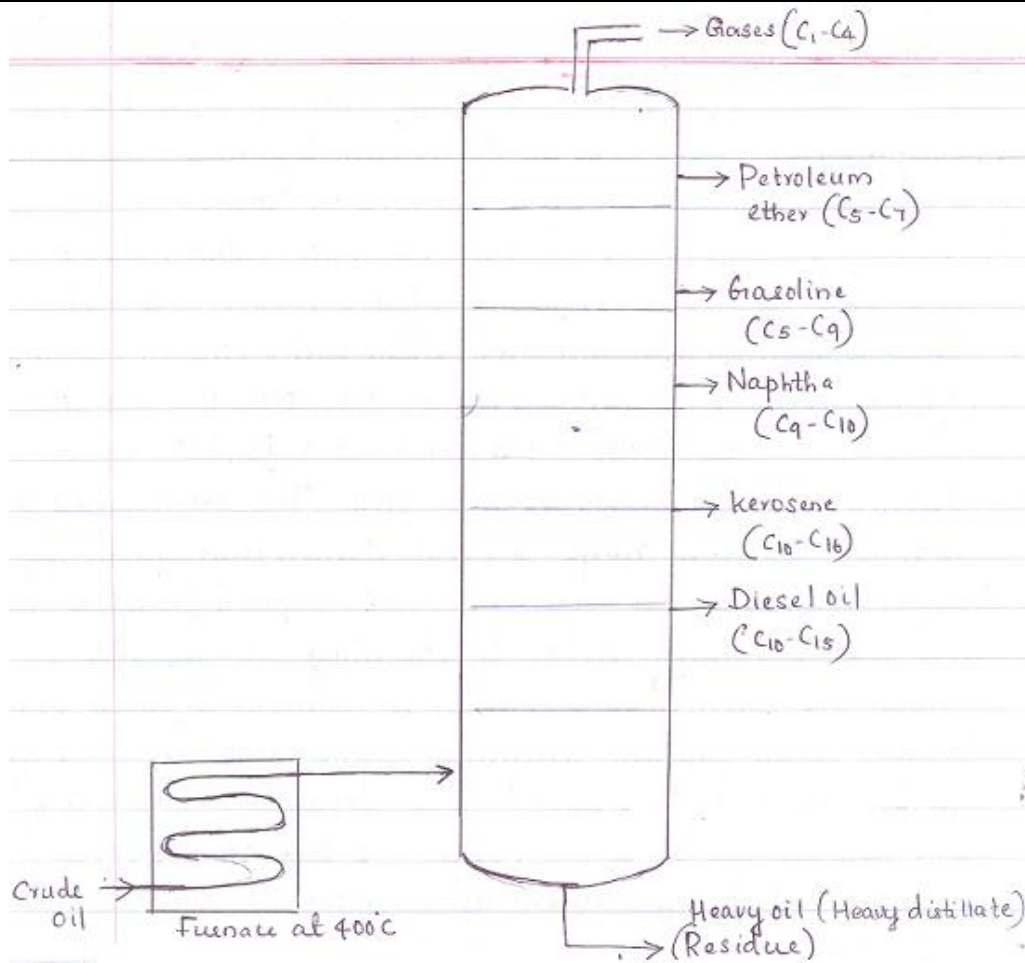 Gases (C1-C4)
Petroleum
ether (C5-C7)
Gasoline
(C5-C9)
Naphtha
(C9-C10)
Kerosene
(C10-C16)
Diesel oil
(C10-C15)
Crude
oil
Furnace at 400°C
Heavy oil (Heavy distillate)
(Residue)